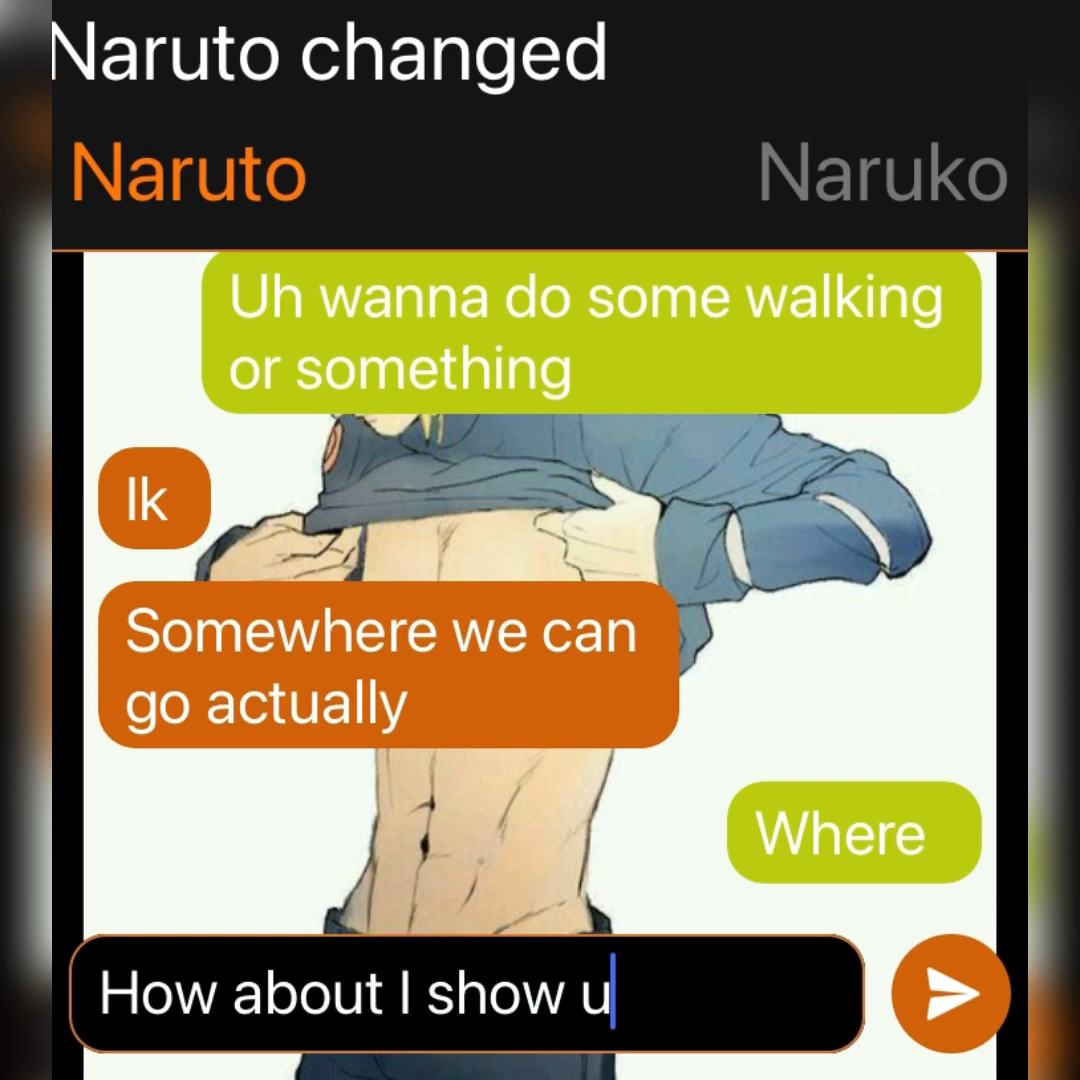 Naruto changed
Naruto
Naruko
Uh wanna do some walking
or something
Ik
Somewhere we can
go actually
Where
How about I show u